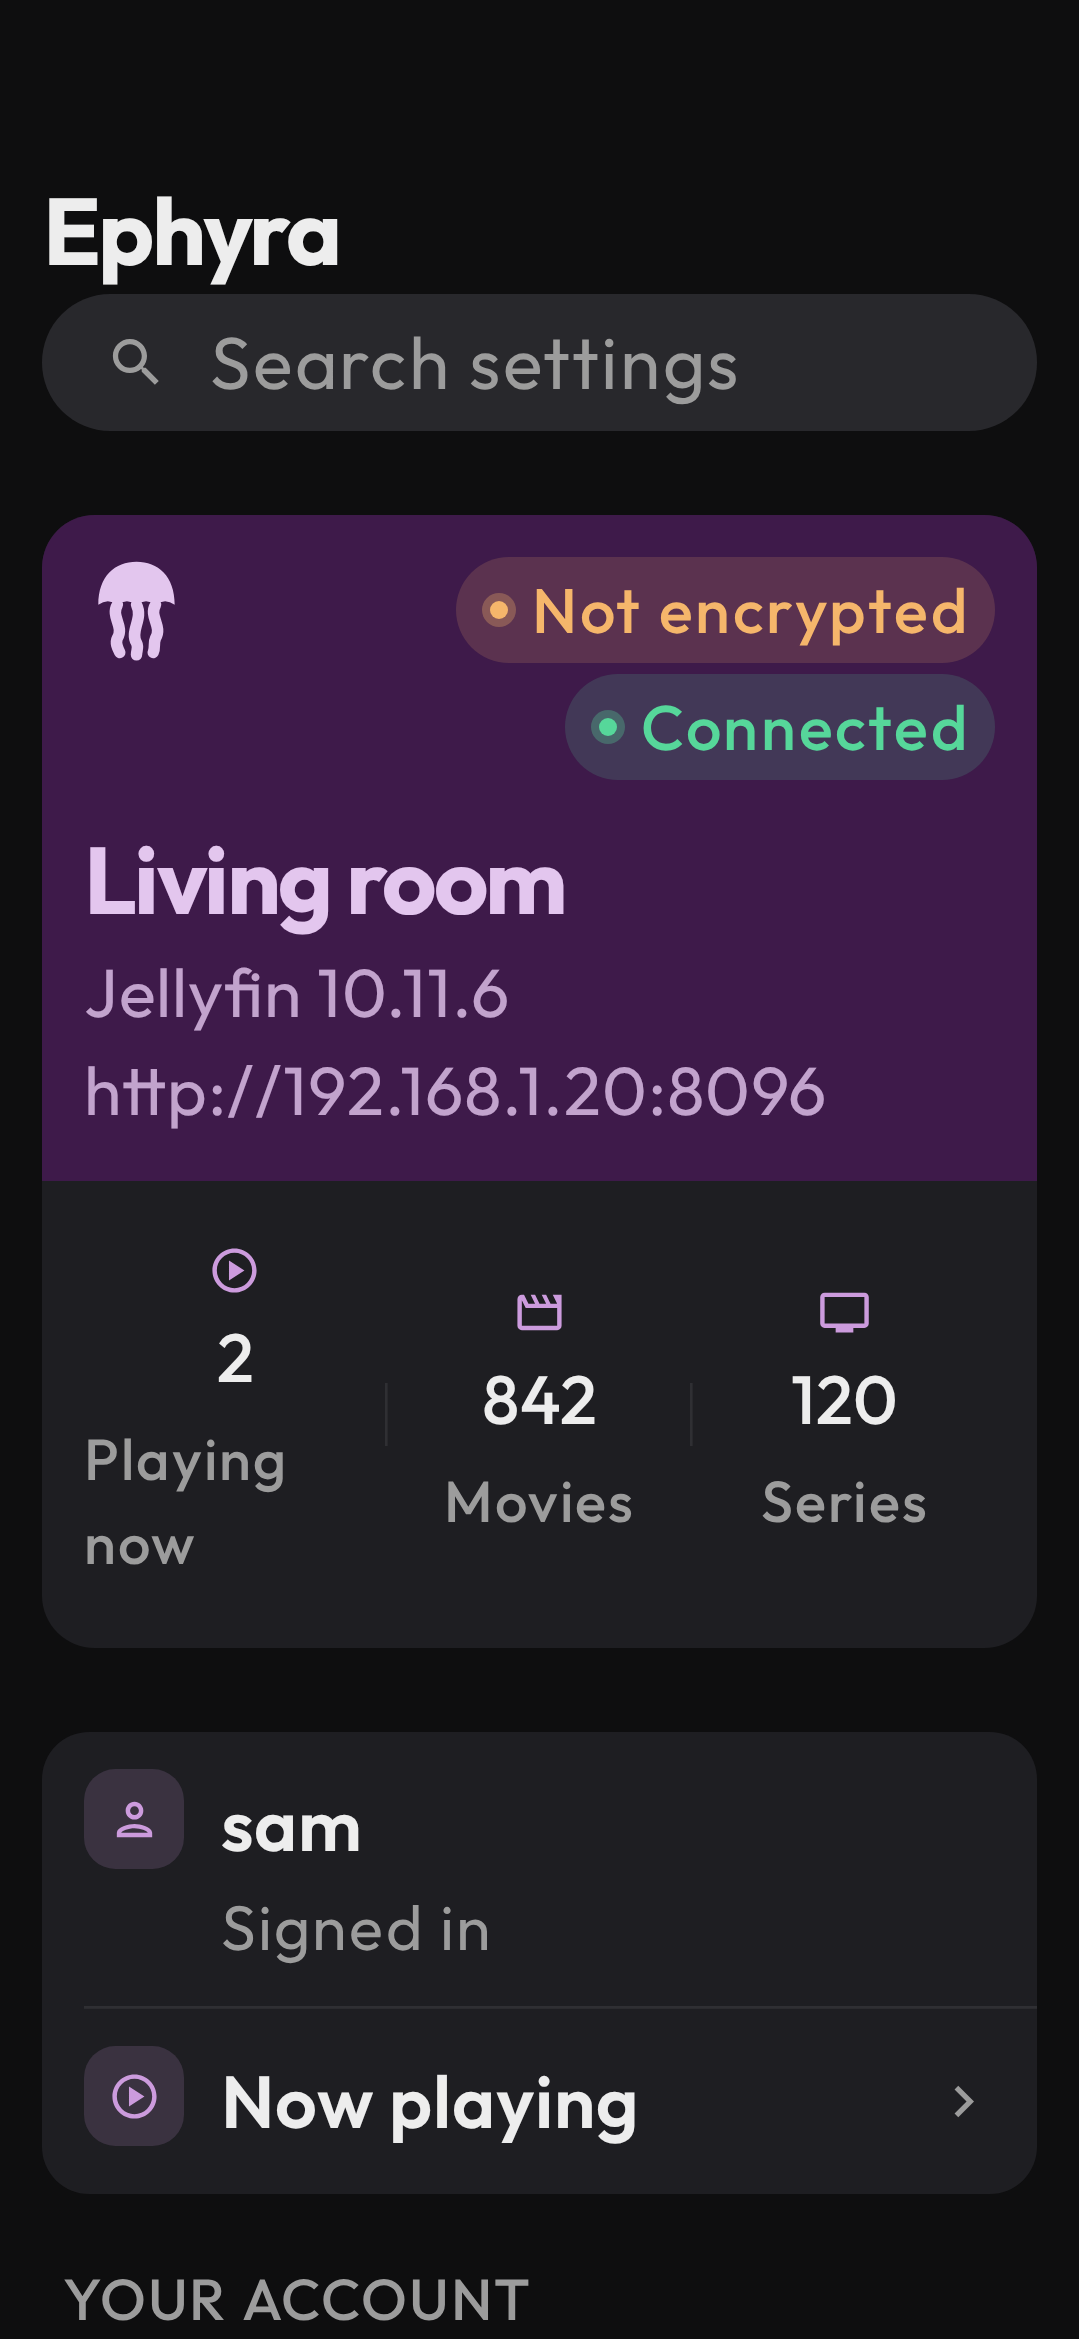 Ephyra
Search settings
Not encrypted
Connected
Living room
Jellyfin 10.11.6
http://192.168.1.20:8096
2
Playing
now
842
Movies
120
Series
sam
Signed in
Now playing
YOUR ACCOUNT